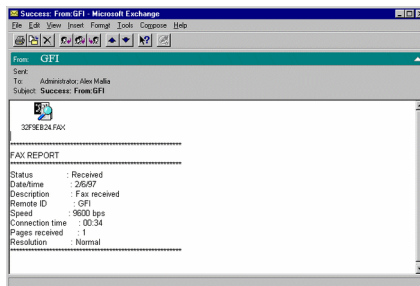 Success: From:GFI - Microsoft Exchange
File Edit View Insert Format Tools Compose Help
From: GFI
Sent:
To: Administrator; Alex Mallia
Subject: Success: From:GFI
32F9EB24.FAX
************************************************************
FAX REPORT
************************************************************
Status : Received
Date/time : 2/6/97
Description : Fax received
Remote ID : GFI
Speed : 9600 bps
Connection time : 00:34
Pages received : 1
Resolution : Normal
************************************************************